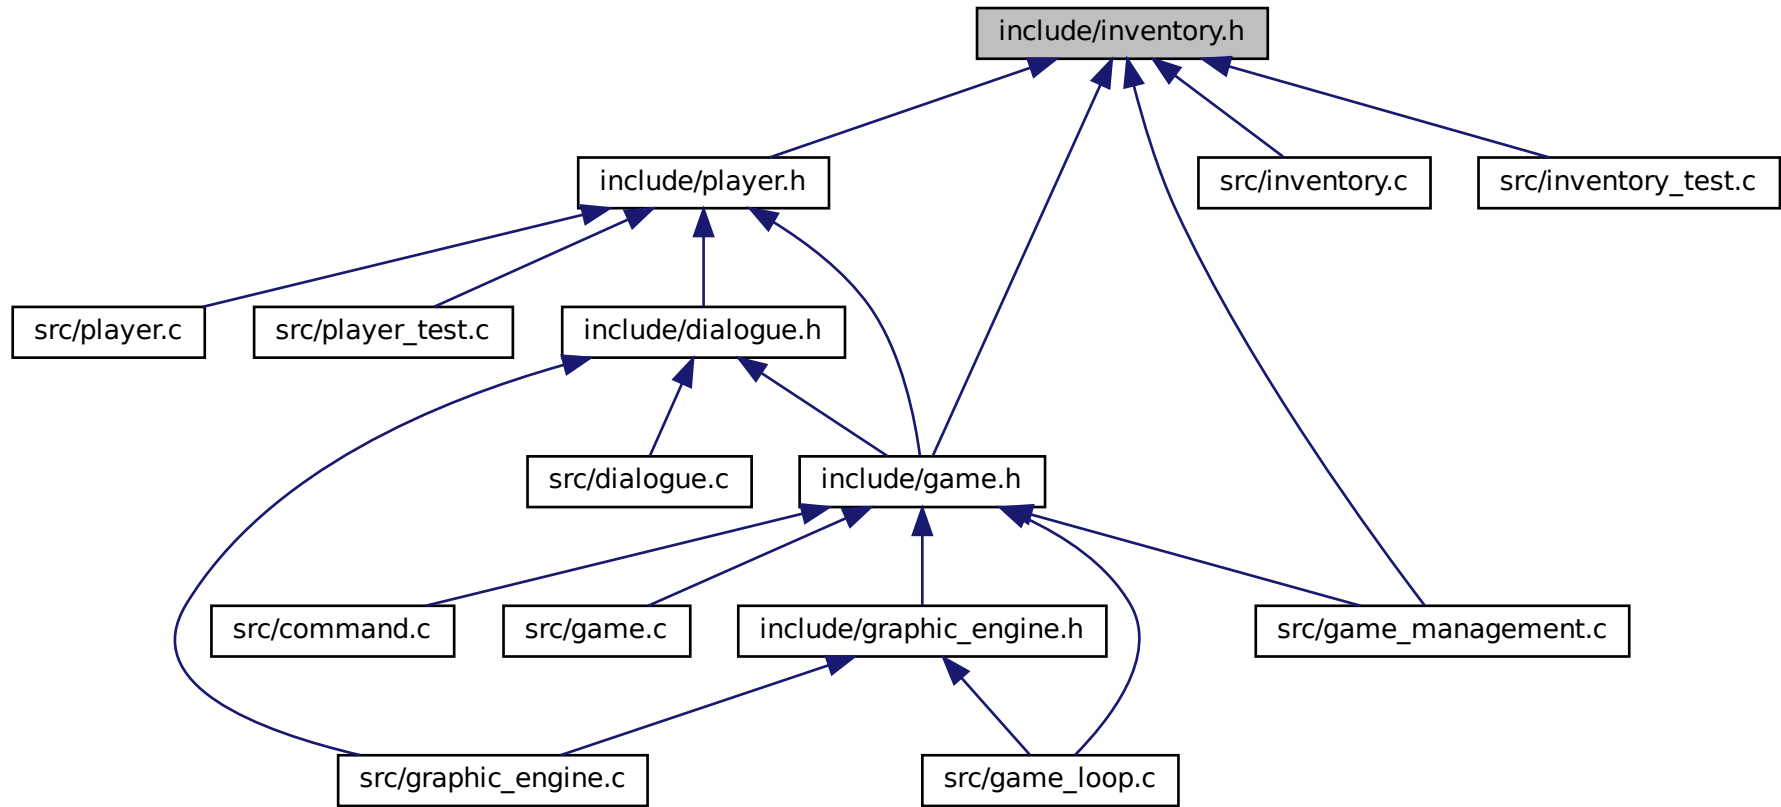 include/inventory.h
include/player.h
src/inventory.c
src/inventory_test.c
src/player.c
src/player_test.c
include/dialogue.h
src/dialogue.c
include/game.h
src/command.c
src/game.c
include/graphic_engine.h
src/game_management.c
src/graphic_engine.c
src/game_loop.c